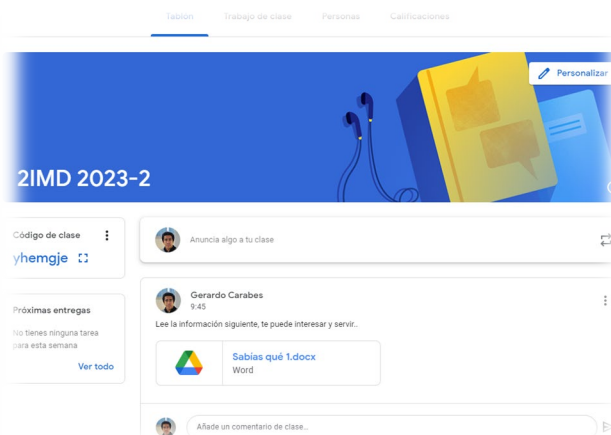 Tablón Trabajo de clase Personas Calificaciones
Personalizar
2IMD 2023-2
Código de clase
yhemgje
Anuncia algo a tu clase
Próximas entregas
No tienes ninguna tarea
para esta semana
Ver todo
Gerardo Carabes
9:45
Lee la información siguiente, te puede interesar y servir..
Sabías qué 1.docx
Word
Añade un comentario de clase...